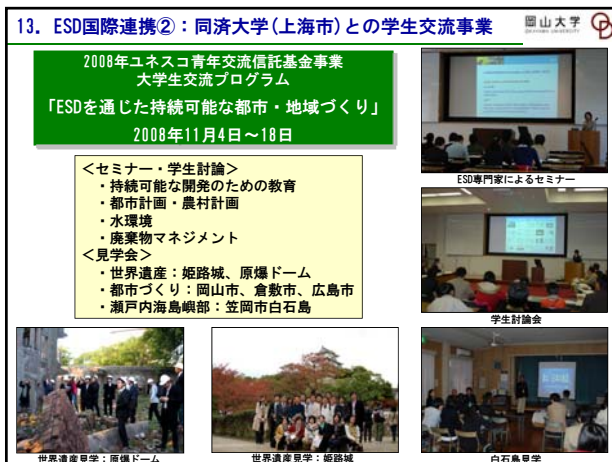 13. ESD国際連携②：同済大学(上海市)との学生交流事業
岡山大学
OKAYAMA UNIVERSITY
2008年ユネスコ青年交流信託基金事業
大学生交流プログラム
「ESDを通じた持続可能な都市・地域づくり」
2008年11月4日～18日
＜セミナー・学生討論＞
・持続可能な開発のための教育
・都市計画・農村計画
・水環境
・廃棄物マネジメント
＜見学会＞
・世界遺産：姫路城、原爆ドーム
・都市づくり：岡山市、倉敷市、広島市
・瀬戸内海島嶼部：笠岡市白石島
ESD専門家によるセミナー
学生討論会
世界遺産見学：原爆ドーム
世界遺産見学：姫路城
白石島見学